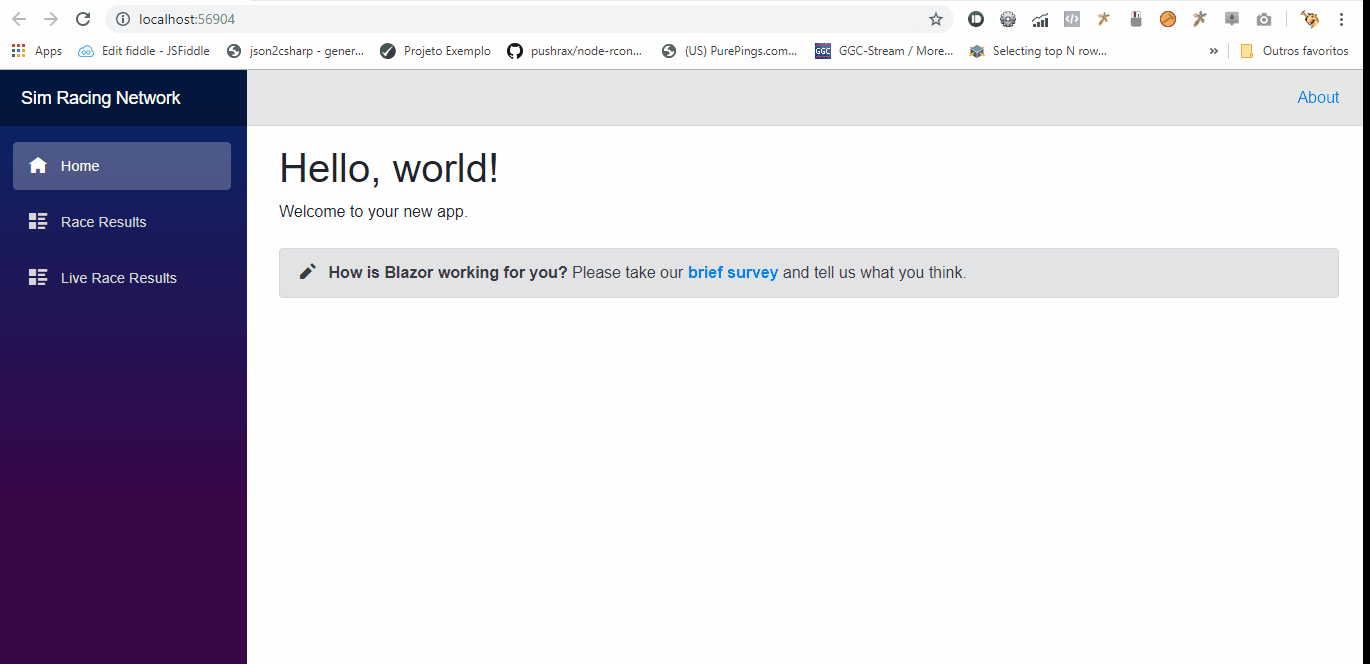 localhost:56904
Apps Edit fiddle - JSFiddle json2csharp - gener... Projeto Exemplo pushrax/node-rcon... (US) PurePings.com... GGC GGC-Stream / More... Selecting top N row... » Outros favoritos
Sim Racing Network
About
Home
Race Results
Live Race Results
Hello, world!
Welcome to your new app.
How is Blazor working for you? Please take our brief survey and tell us what you think.